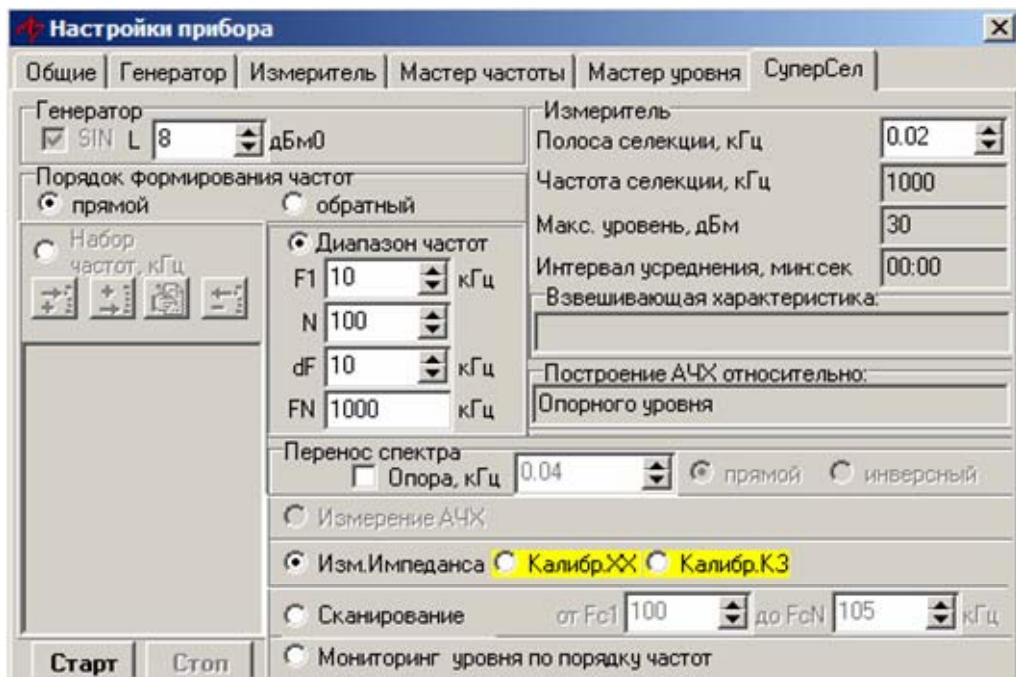 Настройки прибора
Общие Генератор Измеритель Мастер частоты Мастер уровня СуперСел
Генератор
SIN L 8 дБм0
Порядок формирования частот
прямой обратный
Набор частот, кГц
Диапазон частот
F1 10 кГц
N 100
dF 10 кГц
FN 1000 кГц
Измеритель
Полоса селекции, кГц 0.02
Частота селекции, кГц 1000
Макс. уровень, дБм 30
Интервал усреднения, мин:сек 00:00
Взвешивающая характеристика:
Построение АЧХ относительно:
Опорного уровня
Перенос спектра
Опора, кГц 0.04 прямой инверсный
Измерение АЧХ
Изм.Импеданса Калибр.ХХ Калибр.КЗ
Сканирование от Fc1 100 до FcN 105 кГц
Мониторинг уровня по порядку частот
Старт Стоп